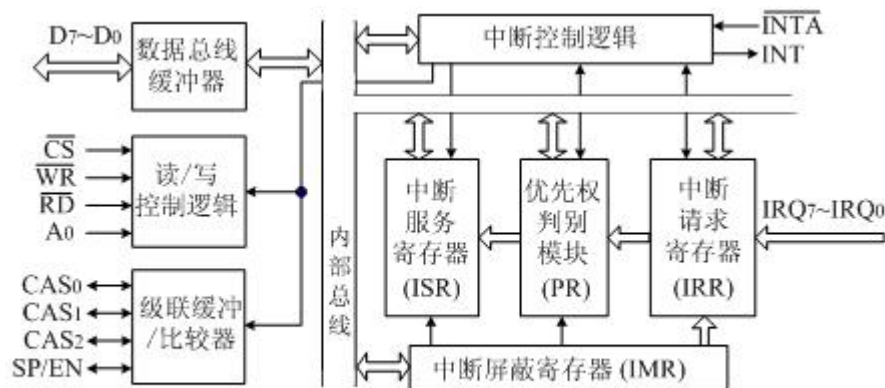 D7~D0
数据总线
缓冲器
中断控制逻辑
INTA
INT
CS
WR
RD
A0
读/写
控制逻辑
CAS0
CAS1
CAS2
SP/EN
级联缓冲
/比较器
内部总线
中断
服务
寄存器
(ISR)
优先权
判别
模块
(PR)
中断
请求
寄存器
(IRR)
IRQ7~IRQ0
中断屏蔽寄存器 (IMR)